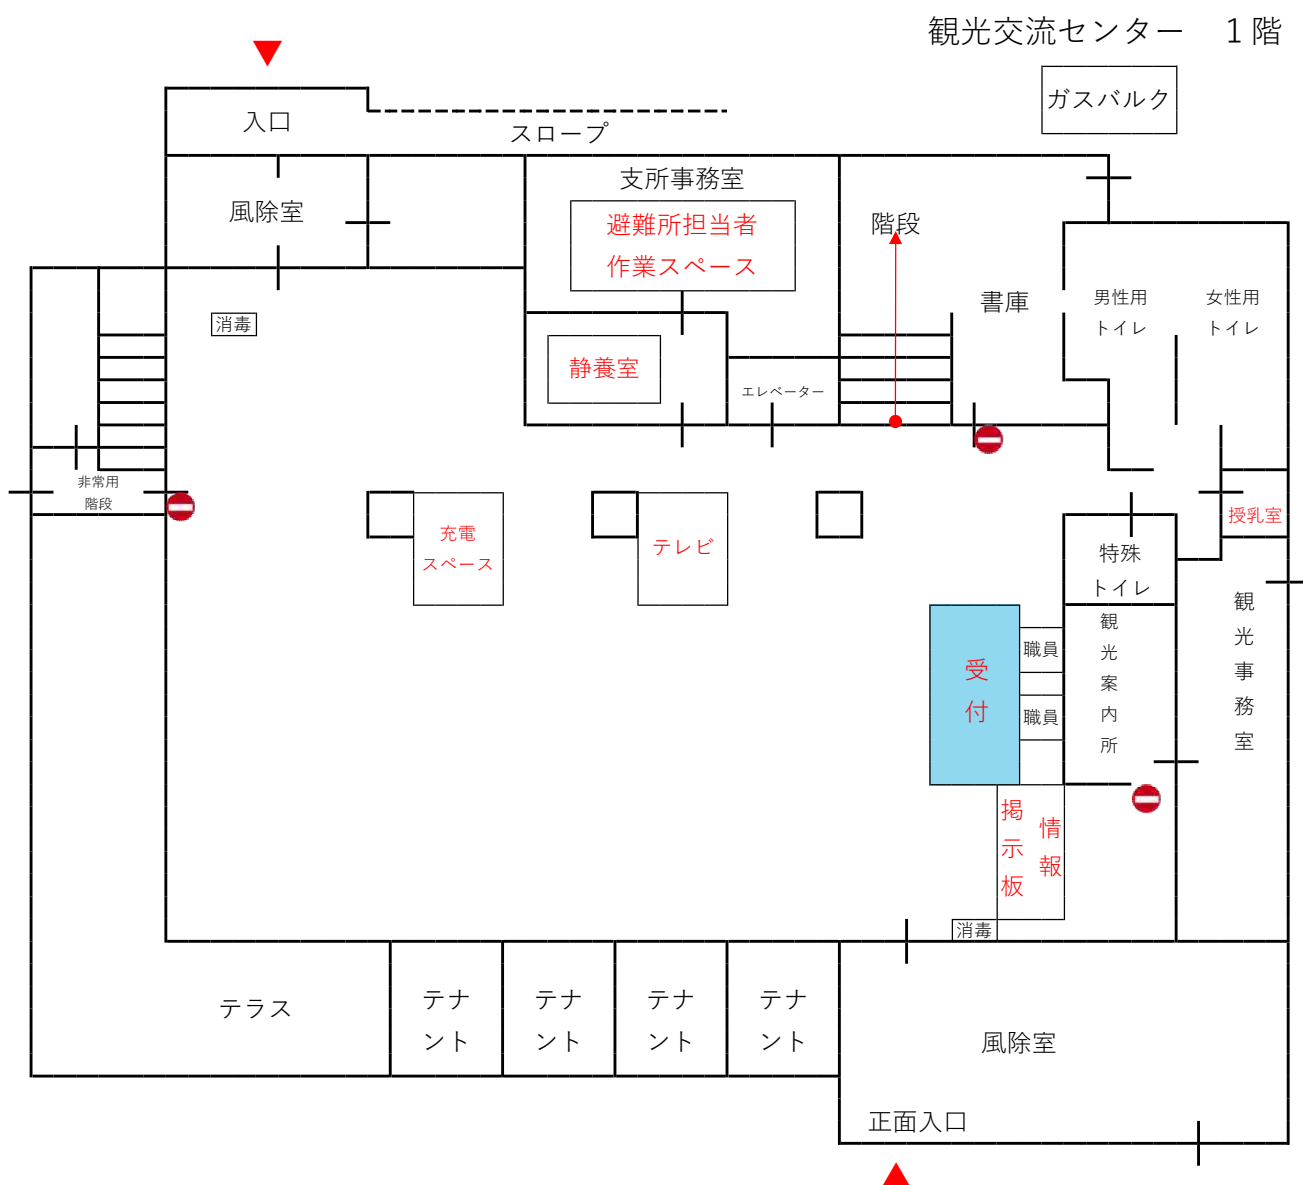 観光交流センター　1階
ガスバルク
入口
スロープ
支所事務室
風除室
避難所担当者
作業スペース
階段
書庫
男性用
トイレ
女性用
トイレ
消毒
静養室
エレベーター
非常用
階段
充電
スペース
テレビ
授乳室
特殊
トイレ
観光案内所
観光事務室
受付
職員
職員
情報
掲示板
消毒
テラス
テナ
ント
テナ
ント
テナ
ント
テナ
ント
風除室
正面入口